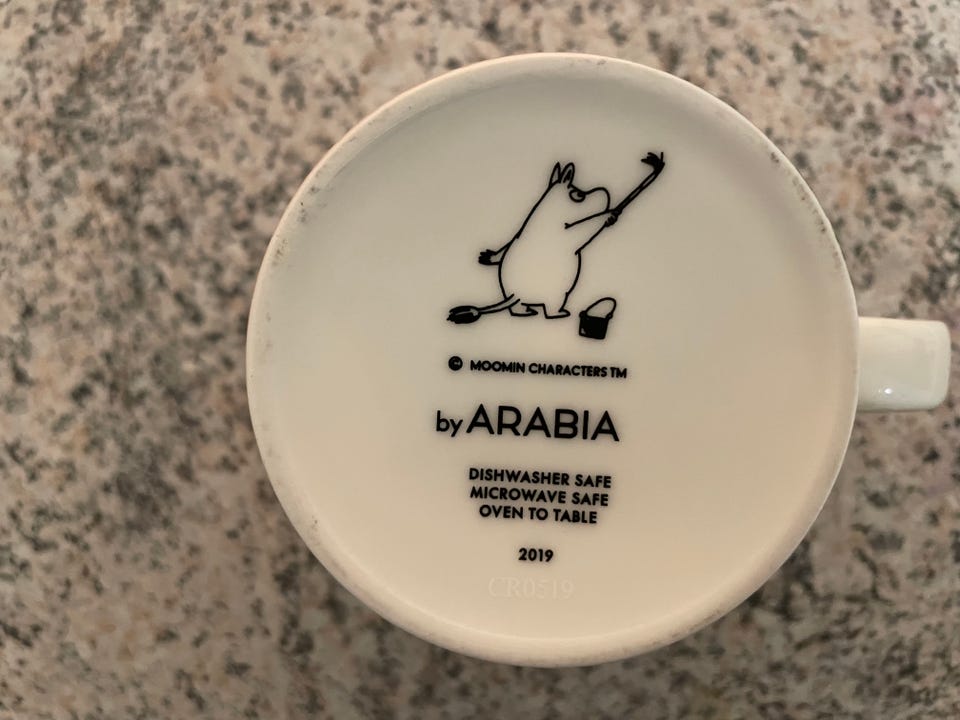 © MOOMIN CHARACTERS TM
by ARABIA
DISHWASHER SAFE
MICROWAVE SAFE
OVEN TO TABLE
2019
CR0519